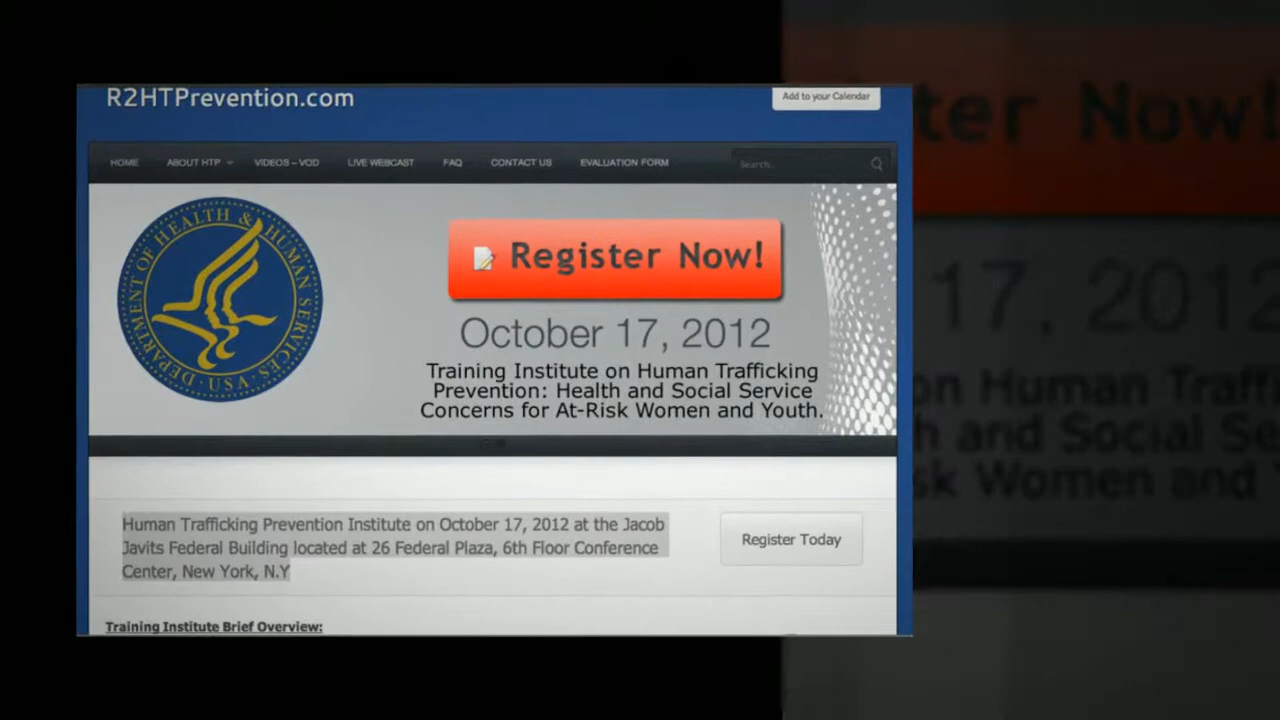 R2HTPrevention.com
Add to your Calendar
HOME
ABOUT HTP
VIDEOS – VOD
LIVE WEBCAST
FAQ
CONTACT US
EVALUATION FORM
Search..
DEPARTMENT OF HEALTH & HUMAN SERVICES · USA
Register Now!
October 17, 2012
Training Institute on Human Trafficking
Prevention: Health and Social Service
Concerns for At-Risk Women and Youth.
Human Trafficking Prevention Institute on October 17, 2012 at the Jacob
Javits Federal Building located at 26 Federal Plaza, 6th Floor Conference
Center, New York, N.Y
Register Today
Training Institute Brief Overview:
ter Now!
17, 2012
on Human Traffi
h and Social Se
sk Women and